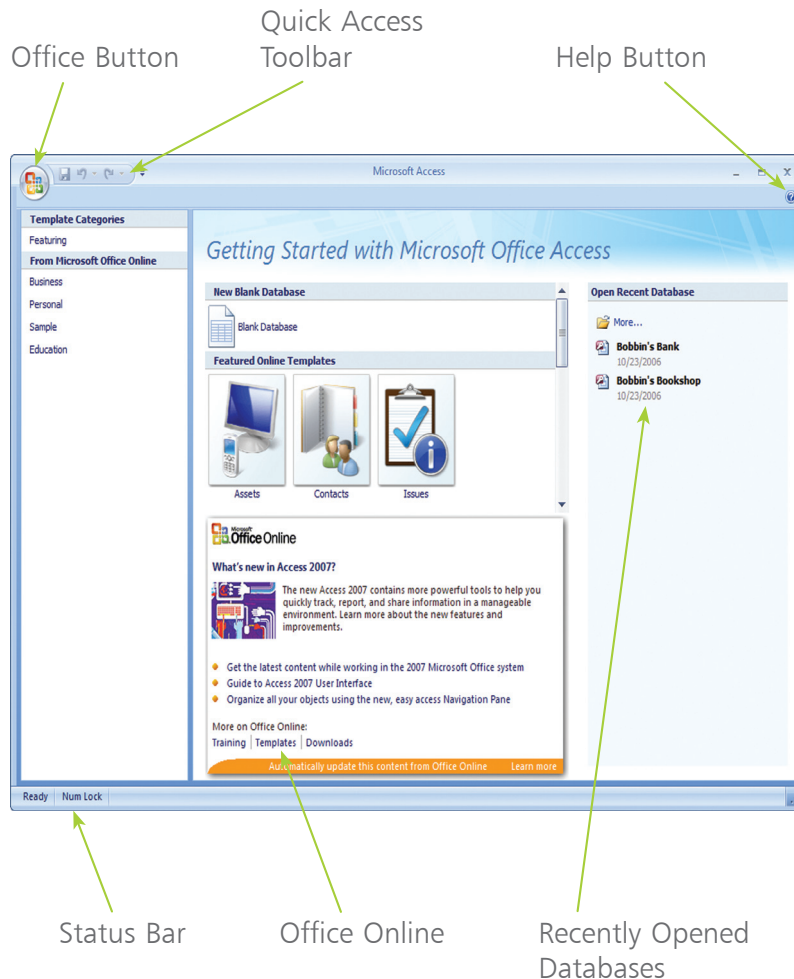 Quick Access
Office Button Toolbar Help Button
Microsoft Access
Template Categories
Featuring
From Microsoft Office Online
Business
Personal
Sample
Education
Getting Started with Microsoft Office Access
New Blank Database
Blank Database
Featured Online Templates
Assets Contacts Issues
Microsoft
Office Online
What's new in Access 2007?
The new Access 2007 contains more powerful tools to help you
quickly track, report, and share information in a manageable
environment. Learn more about the new features and
improvements.
Get the latest content while working in the 2007 Microsoft Office system
Guide to Access 2007 User Interface
Organize all your objects using the new, easy access Navigation Pane
More on Office Online:
Training Templates Downloads
Automatically update this content from Office Online Learn more
Open Recent Database
More...
Bobbin's Bank
10/23/2006
Bobbin's Bookshop
10/23/2006
Ready Num Lock
Status Bar Office Online Recently Opened
Databases